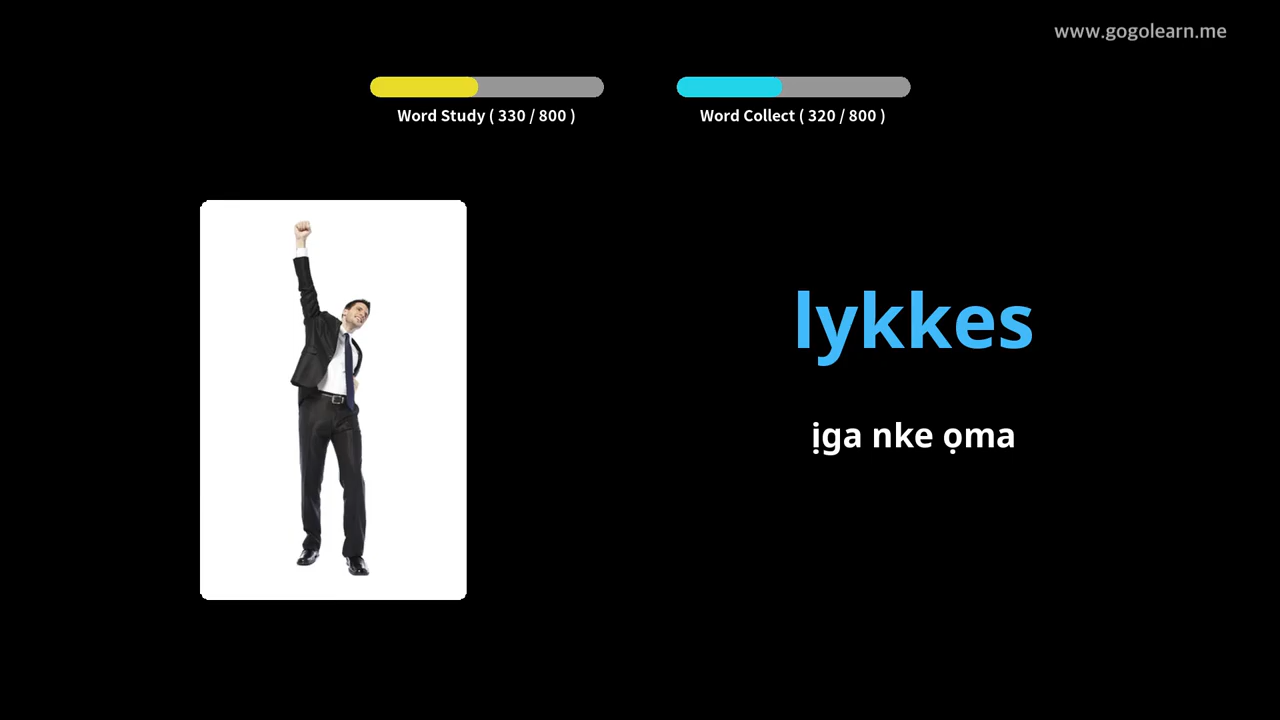 www.gogolearn.me
Word Study ( 330 / 800 )
Word Collect ( 320 / 800 )
lykkes
ịga nke ọma